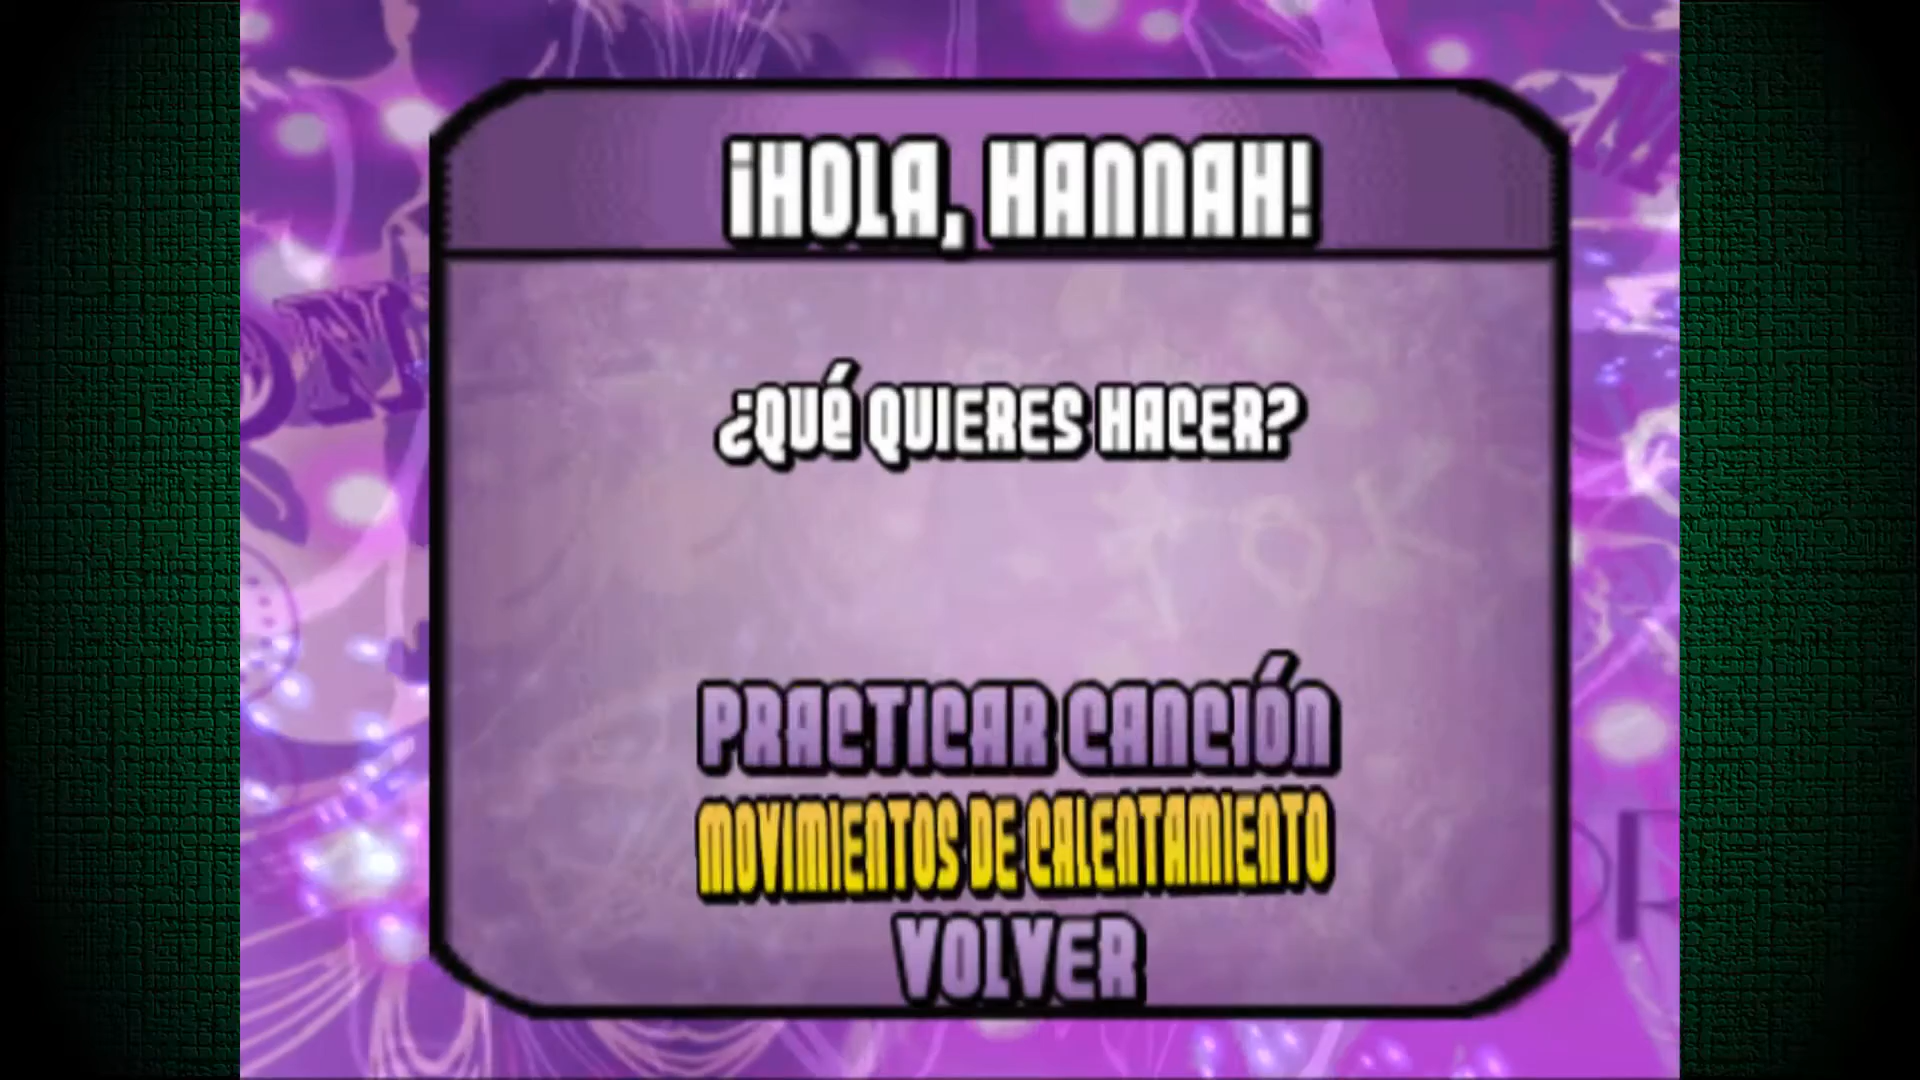 ¡HOLA, HANNAH!
¿QUÉ QUIERES HACER?
PRACTICAR CANCIÓN
MOVIMIENTOS DE CALENTAMIENTO
VOLVER